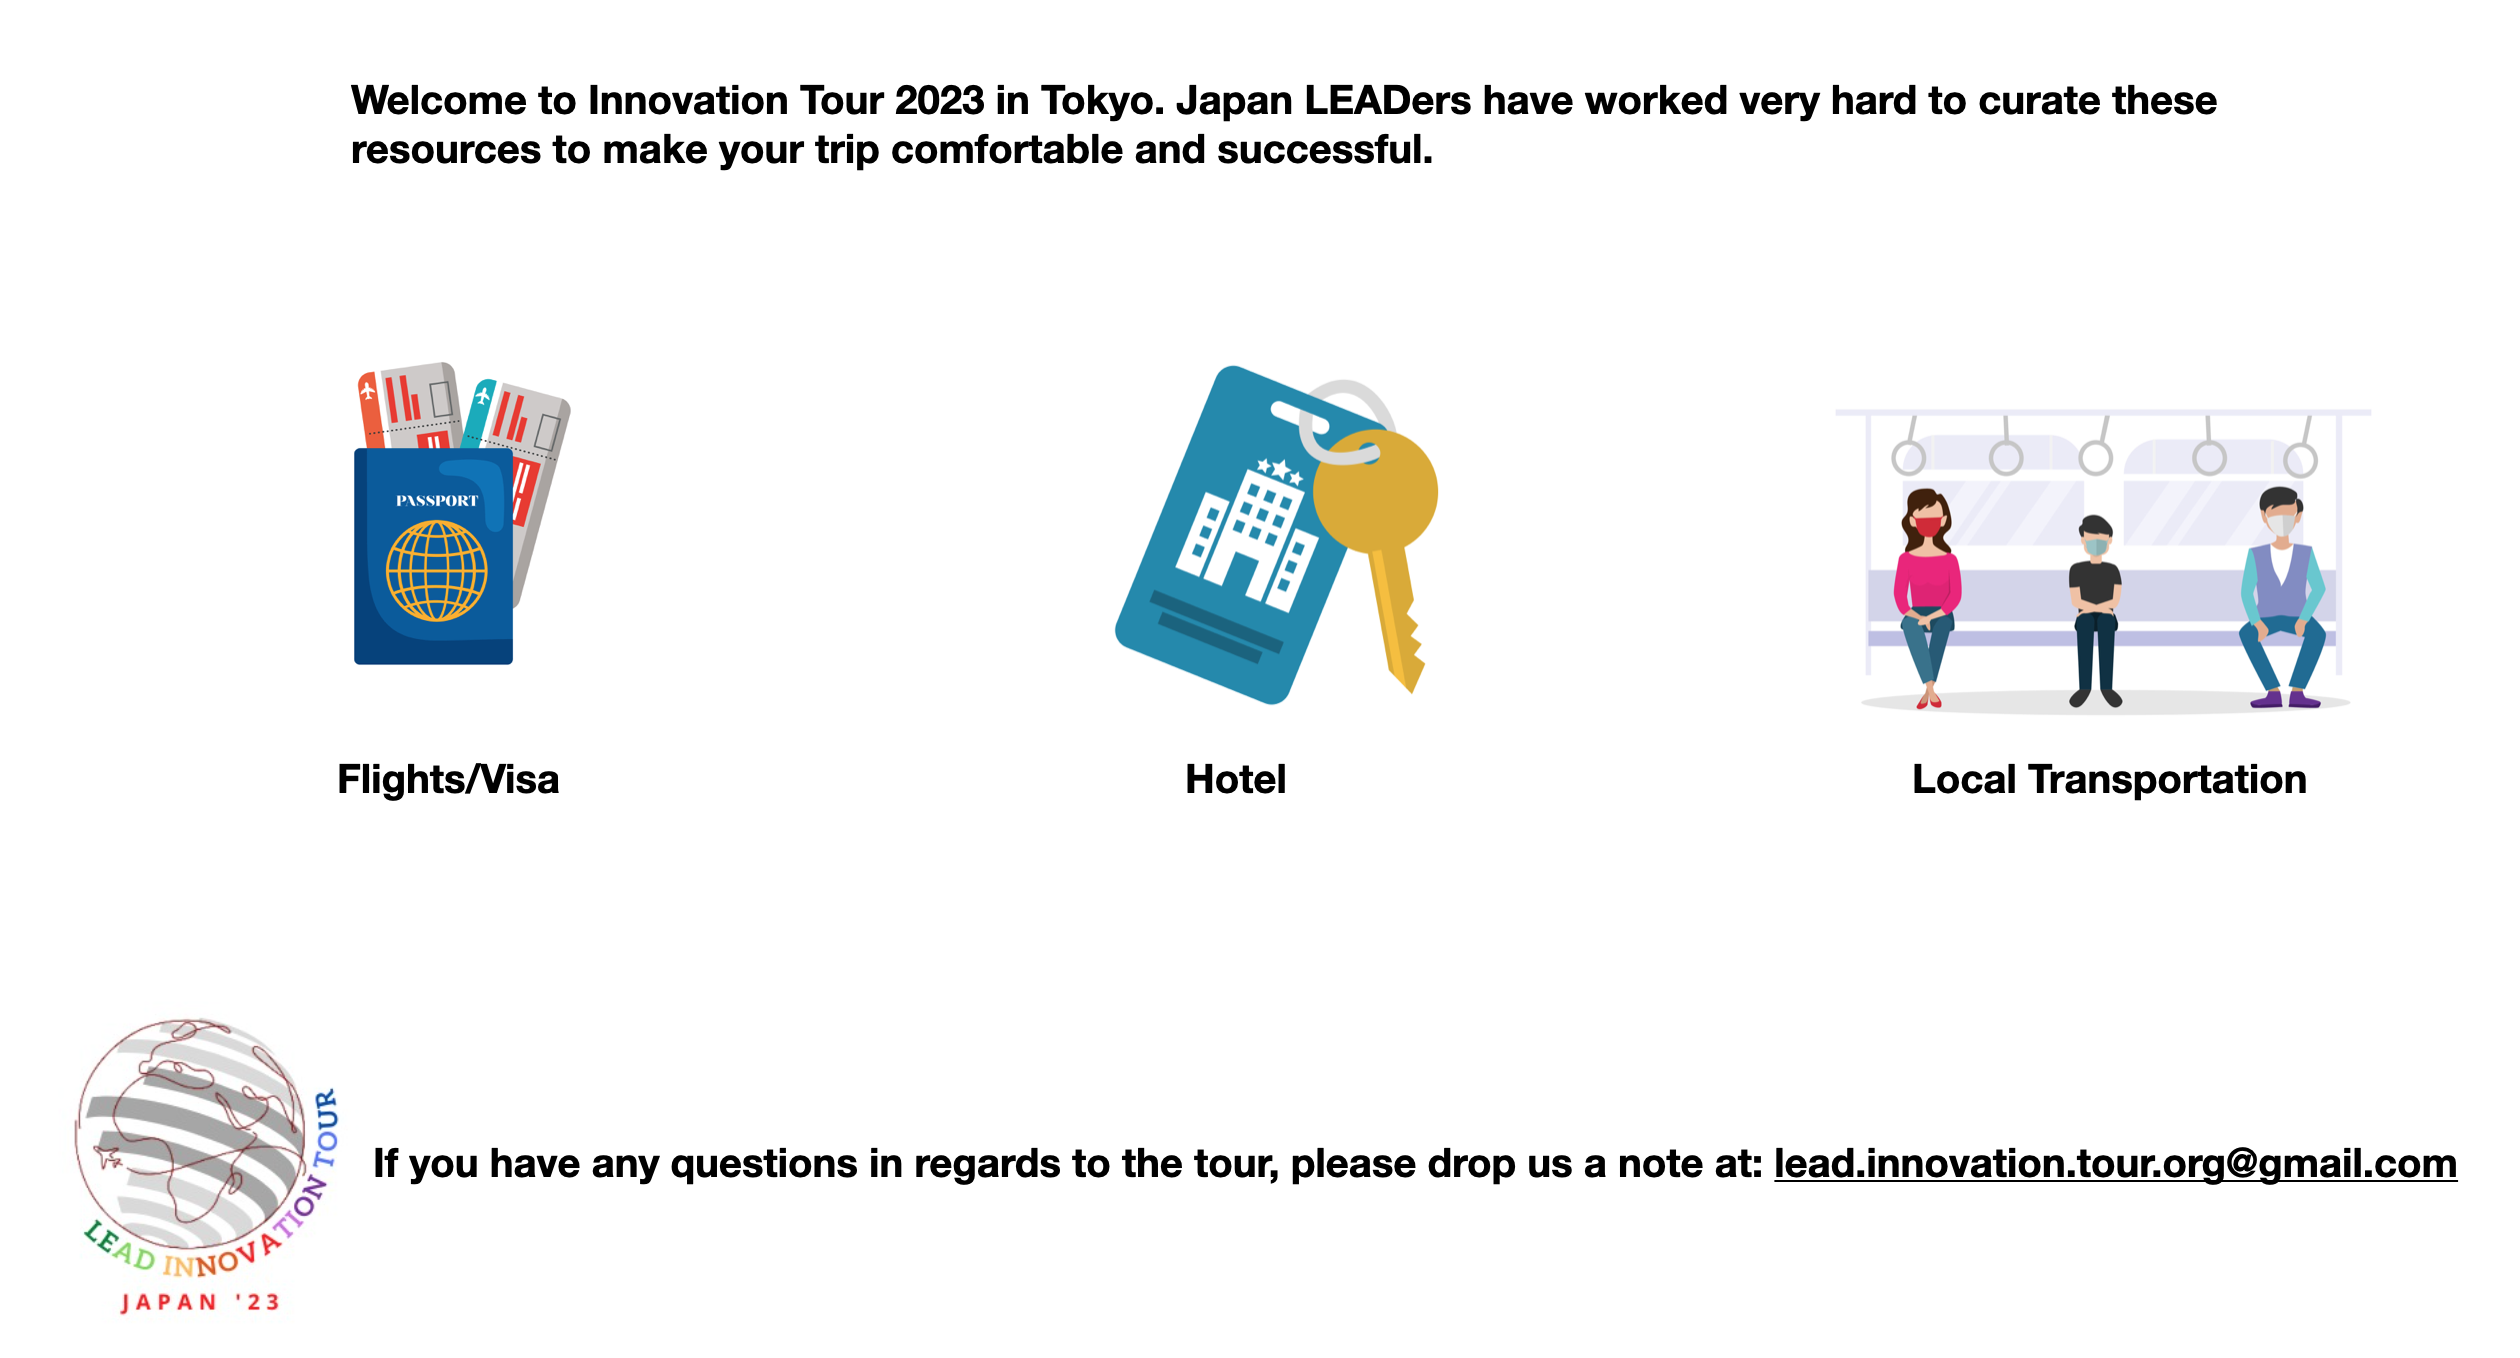 Welcome to Innovation Tour 2023 in Tokyo. Japan LEADers have worked very hard to curate these
resources to make your trip comfortable and successful.
PASSPORT
Flights/Visa
Hotel
Local Transportation
LEAD INNOVATION TOUR
JAPAN '23
If you have any questions in regards to the tour, please drop us a note at: lead.innovation.tour.org@gmail.com